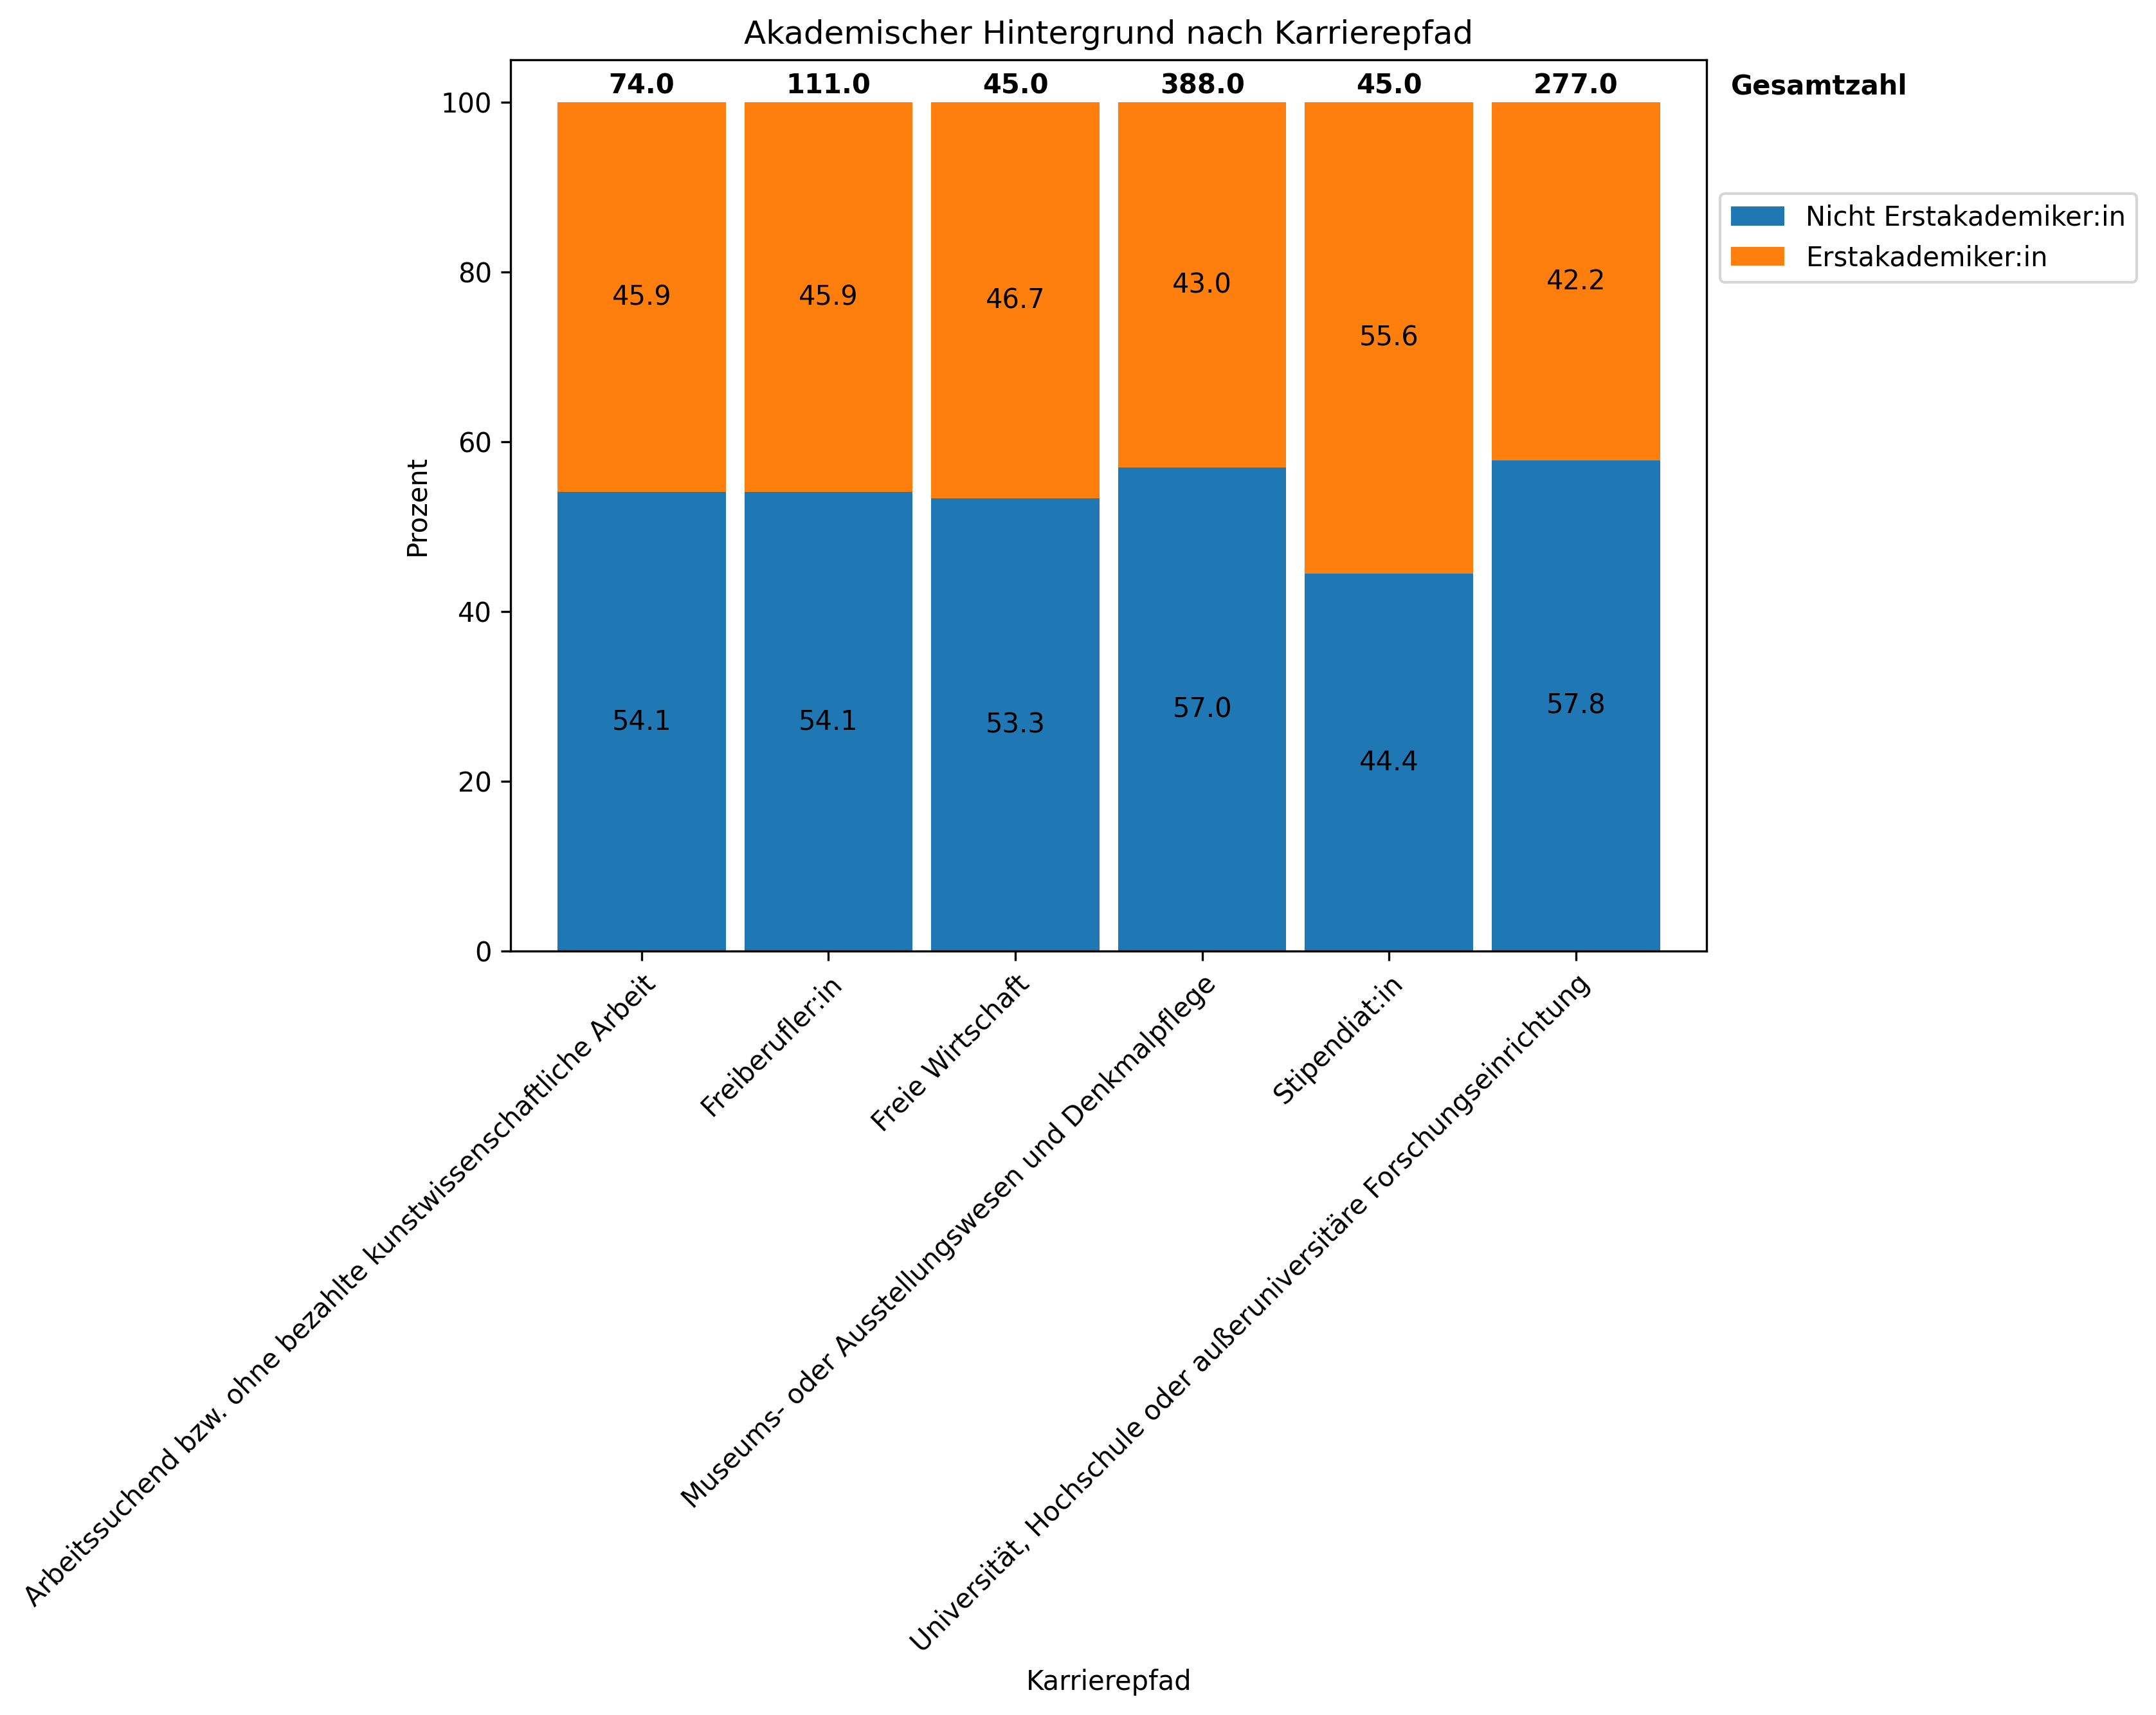 Akademischer Hintergrund nach Karrierepfad
74.0 111.0 45.0 388.0 45.0 277.0 Gesamtzahl
100
80
60
40
20
0
Prozent
Nicht Erstakademiker:in
Erstakademiker:in
45.9 45.9 46.7 43.0 55.6 42.2
54.1 54.1 53.3 57.0 44.4 57.8
Arbeitssuchend bzw. ohne bezahlte kunstwissenschaftliche Arbeit
Freiberufler:in
Freie Wirtschaft
Museums- oder Ausstellungswesen und Denkmalpflege
Stipendiat:in
Universität, Hochschule oder außeruniversitäre Forschungseinrichtung
Karrierepfad